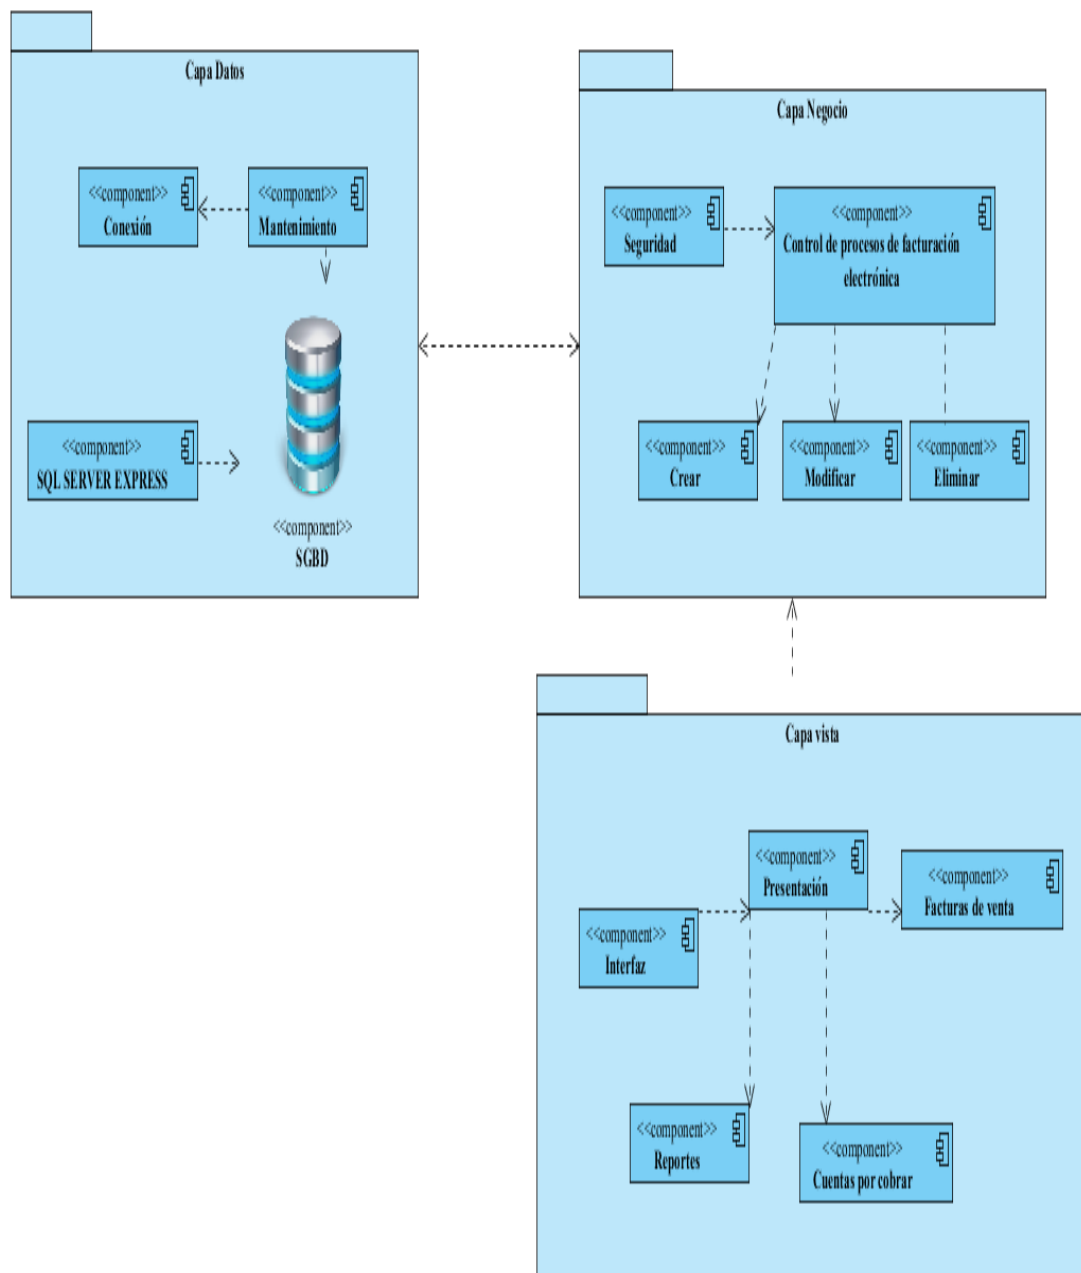 Capa Datos
<<component>>
Conexión
<<component>>
Mantenimiento
<<component>>
SQL SERVER EXPRESS
<<component>>
SGBD
Capa Negocio
<<component>>
Seguridad
<<component>>
Control de procesos de facturación
electrónica
<<component>>
Crear
<<component>>
Modificar
<<component>>
Eliminar
Capa vista
<<component>>
Presentación
<<component>>
Facturas de venta
<<component>>
Interfaz
<<component>>
Reportes
<<component>>
Cuentas por cobrar